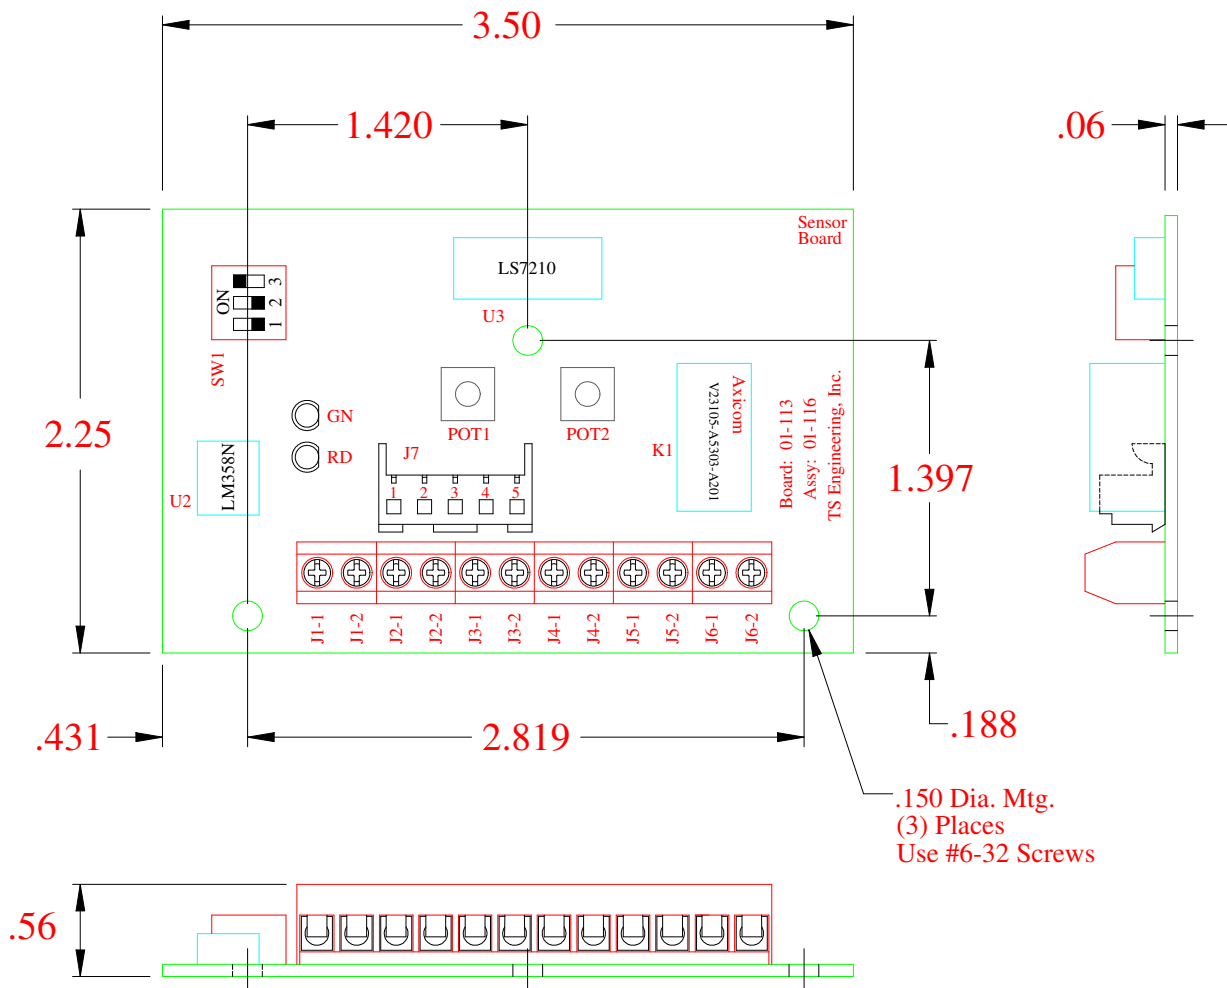 3.50
1.420
.06
Sensor
Board
LS7210
U3
ON
3
2
1
SW1
2.25
GN
RD
POT1
POT2
J7
1 2 3 4 5
LM358N
U2
K1
Axicom
V23105-A5303-A201
Board: 01-113
Assy: 01-116
TS Engineering, Inc.
1.397
J1-1 J1-2 J2-1 J2-2 J3-1 J3-2 J4-1 J4-2 J5-1 J5-2 J6-1 J6-2
.431
2.819
.188
.150 Dia. Mtg.
(3) Places
Use #6-32 Screws
.56